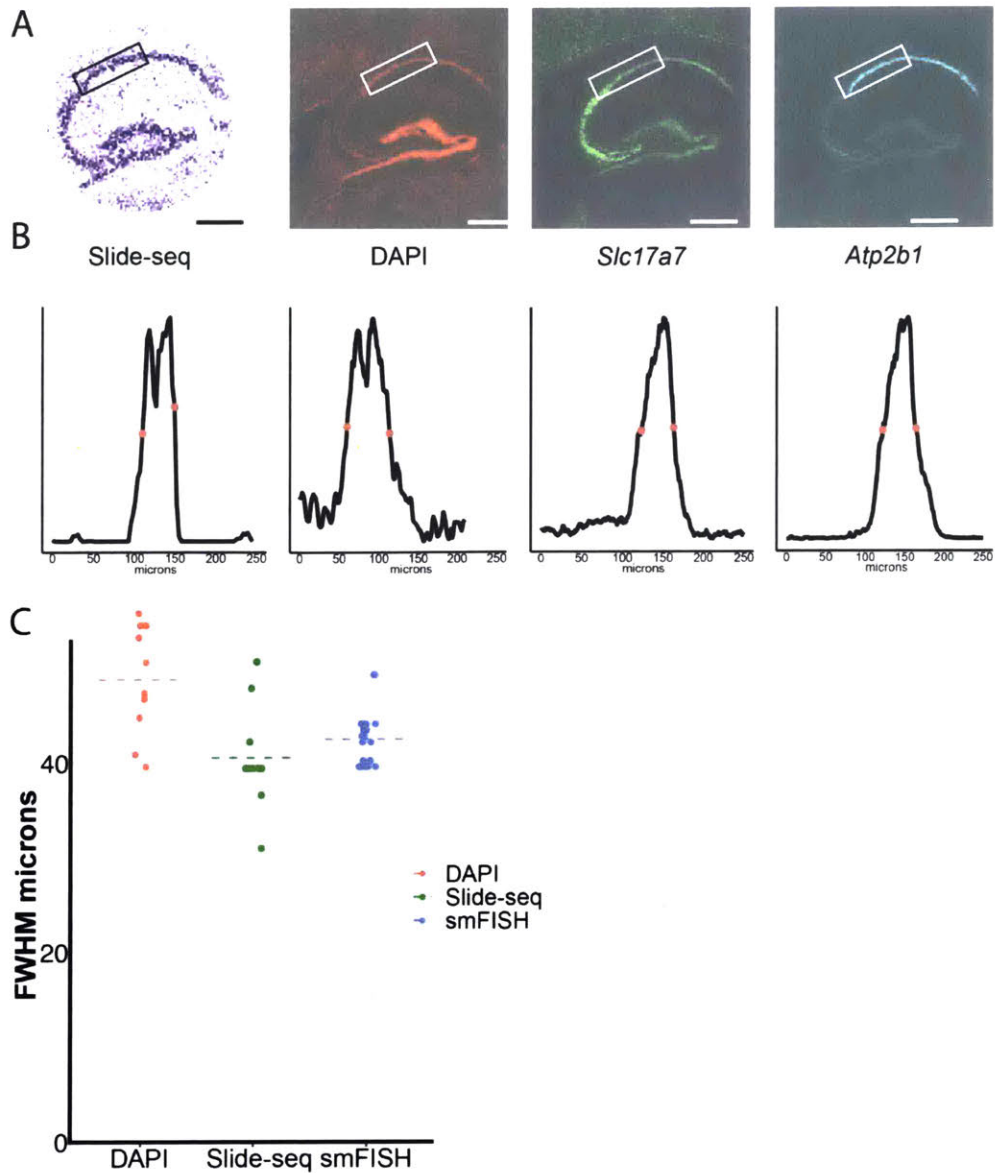 A
B
Slide-seq DAPI Slc17a7 Atp2b1
0 50 100 150 200 250
microns
0 50 100 150 200 250
microns
0 50 100 150 200 250
microns
0 50 100 150 200 250
microns
C
FWHM microns
40
20
0
DAPI
Slide-seq
smFISH
DAPI Slide-seq smFISH